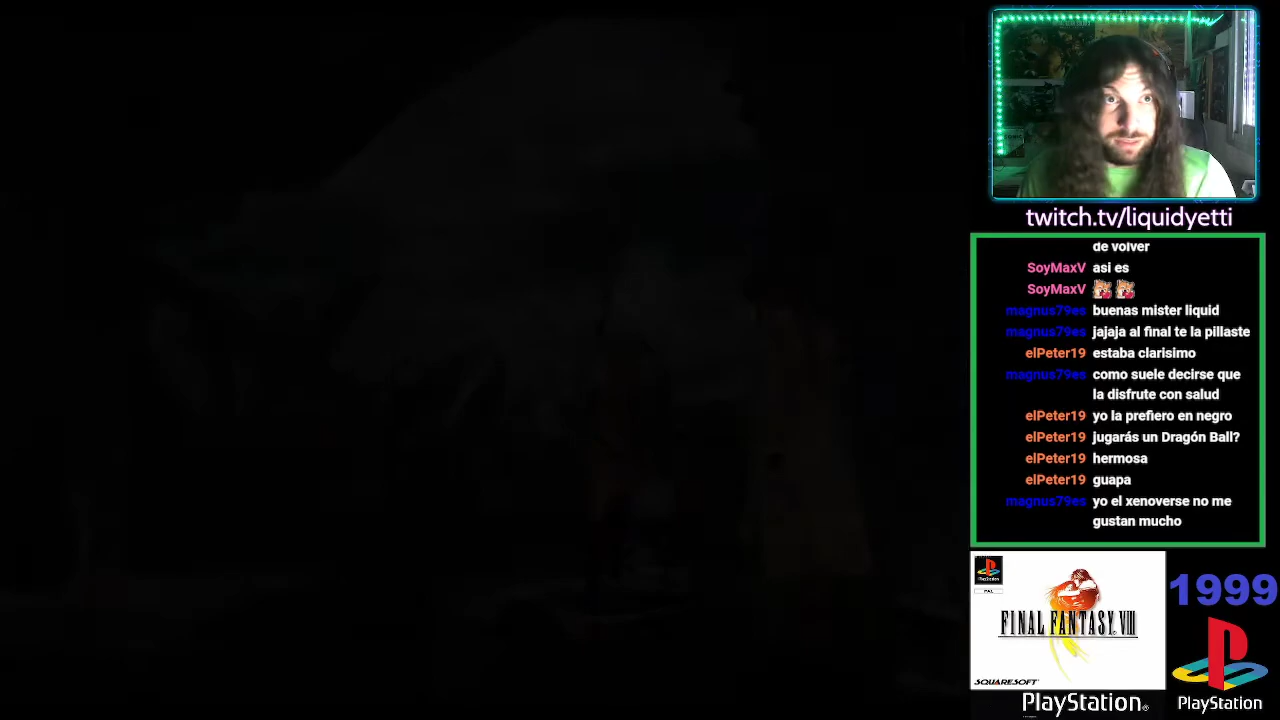 twitch.tv/liquidyetti
de volver
SoyMaxV asi es
SoyMaxV
magnus79es buenas mister liquid
magnus79es jajaja al final te la pillaste
elPeter19 estaba clarisimo
magnus79es como suele decirse que
la disfrute con salud
elPeter19 yo la prefiero en negro
elPeter19 jugarás un Dragón Ball?
elPeter19 hermosa
elPeter19 guapa
magnus79es yo el xenoverse no me
gustan mucho
PAL
FINAL FANTASY VIII
SQUARESOFT
PlayStation
1999
PlayStation